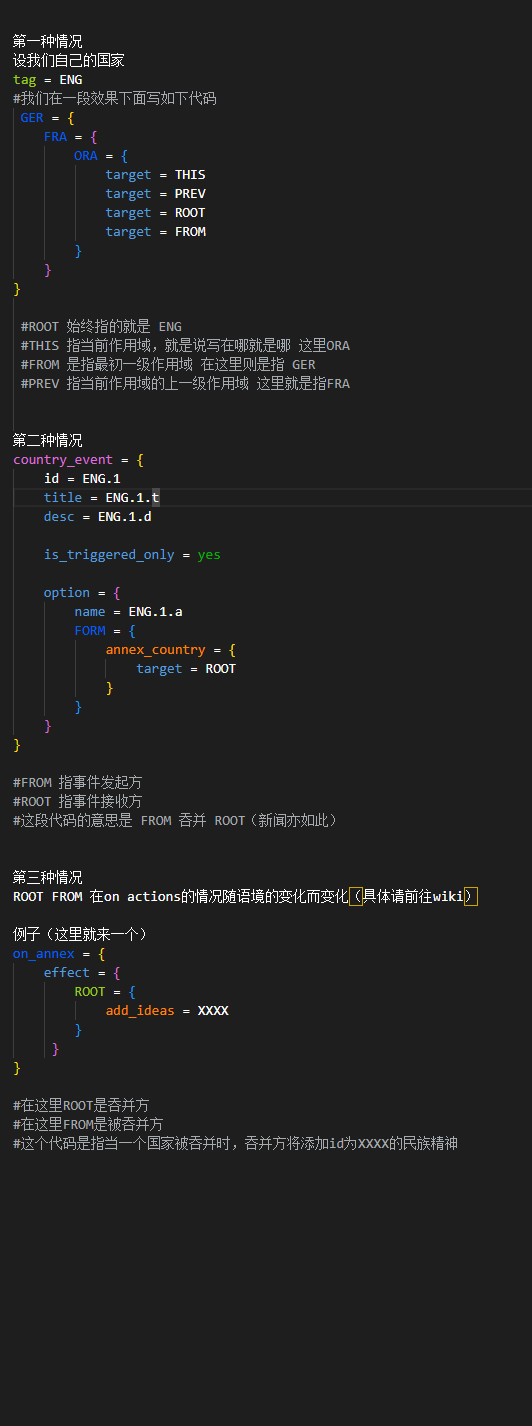 第一种情况
设我们自己的国家
tag = ENG
#我们在一段效果下面写如下代码
GER = {
FRA = {
ORA = {
target = THIS
target = PREV
target = ROOT
target = FROM
}
}
}
#ROOT 始终指的就是 ENG
#THIS 指当前作用域，就是说写在哪就是哪 这里ORA
#FROM 是指最初一级作用域 在这里则是指 GER
#PREV 指当前作用域的上一级作用域 这里就是指FRA
第二种情况
country_event = {
id = ENG.1
title = ENG.1.t
desc = ENG.1.d
is_triggered_only = yes
option = {
name = ENG.1.a
FORM = {
annex_country = {
target = ROOT
}
}
}
}
#FROM 指事件发起方
#ROOT 指事件接收方
#这段代码的意思是 FROM 吞并 ROOT（新闻亦如此）
第三种情况
ROOT FROM 在on actions的情况随语境的变化而变化（具体请前往wiki）
例子（这里就来一个）
on_annex = {
effect = {
ROOT = {
add_ideas = XXXX
}
}
}
#在这里ROOT是吞并方
#在这里FROM是被吞并方
#这个代码是指当一个国家被吞并时，吞并方将添加id为XXXX的民族精神